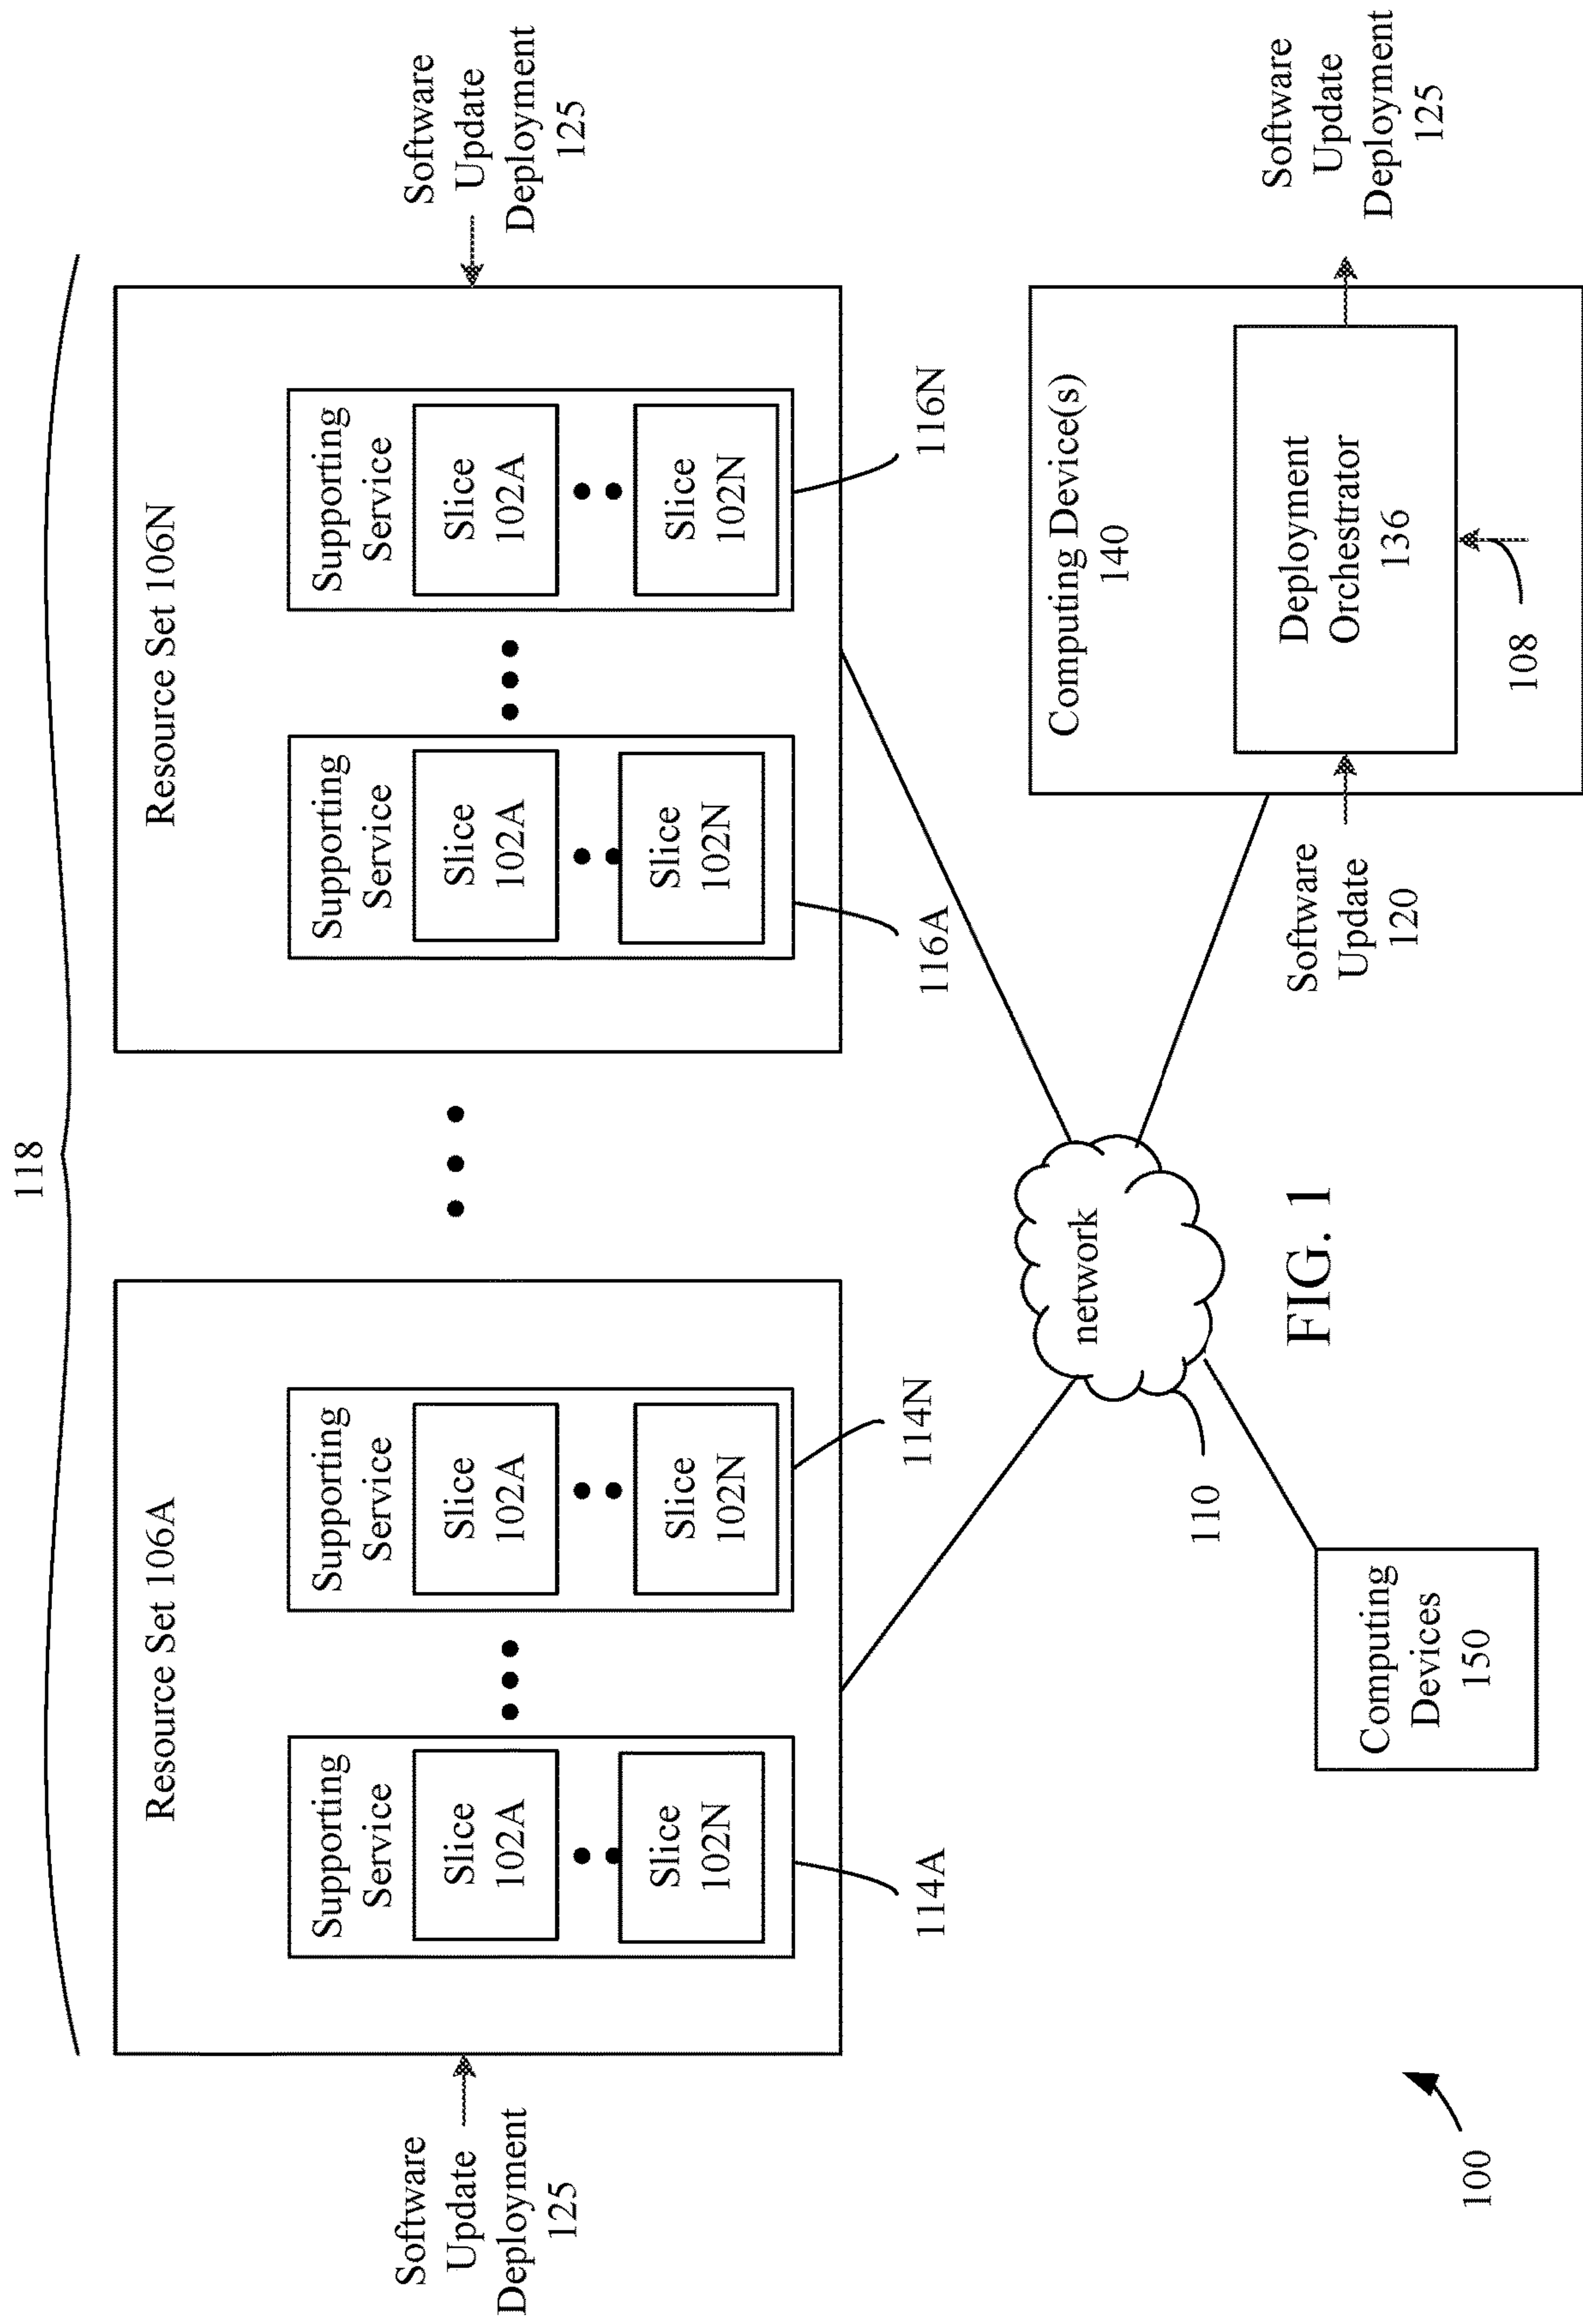 118
Resource Set 106A
Supporting
Service
Slice
102A
Slice
102N
114A
Supporting
Service
Slice
102A
Slice
102N
114N
Software
Update
Deployment
125
Resource Set 106N
Supporting
Service
Slice
102A
Slice
102N
116A
Supporting
Service
Slice
102A
Slice
102N
116N
Software
Update
Deployment
125
network
110
Computing
Devices
150
Computing Device(s)
140
Deployment
Orchestrator
136
108
Software
Update
120
Software
Update
Deployment
125
100
FIG. 1